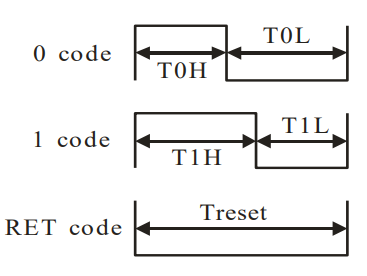 0 code
T0H
T0L
1 code
T1H
T1L
RET code
Treset